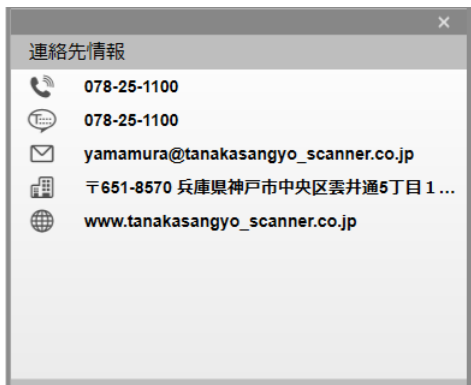 連絡先情報
078-25-1100
078-25-1100
yamamura@tanakasangyo_scanner.co.jp
〒651-8570 兵庫県神戸市中央区雲井通5丁目１...
www.tanakasangyo_scanner.co.jp